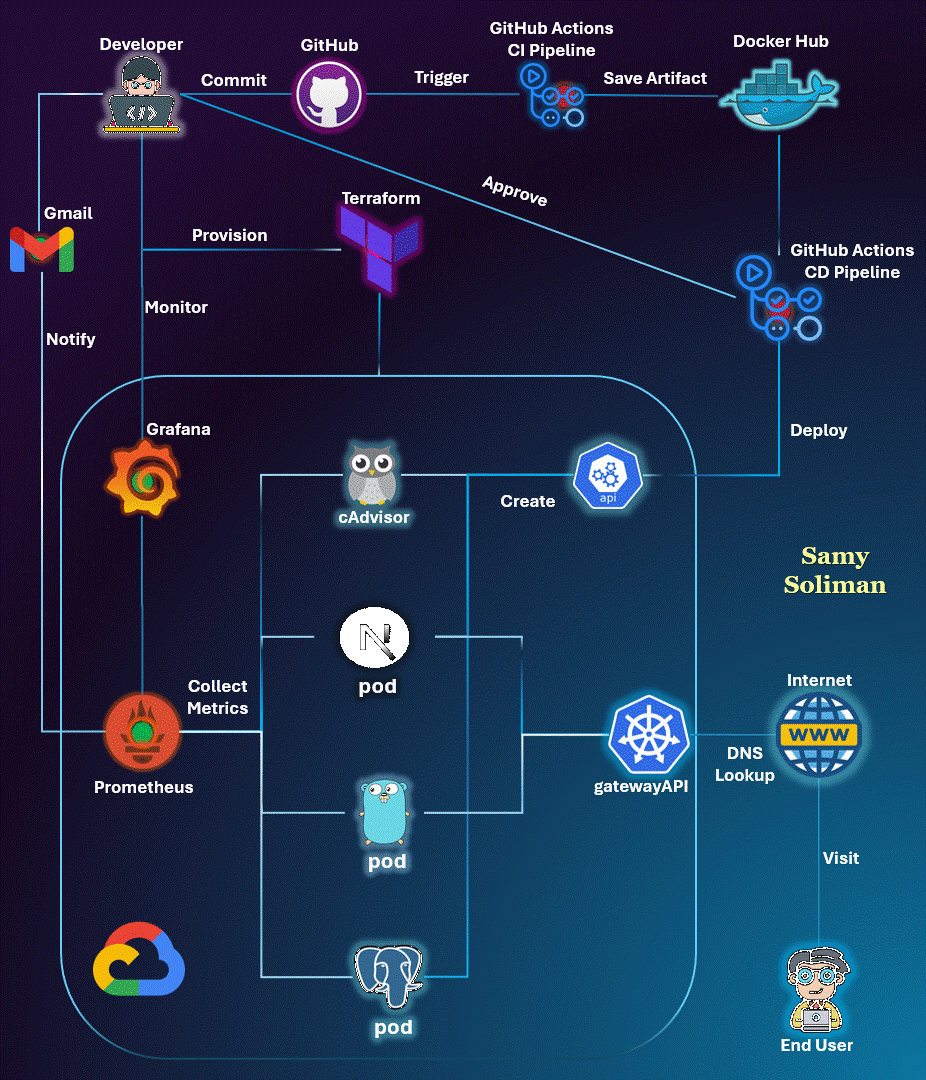 Developer
GitHub
GitHub Actions
CI Pipeline
Docker Hub
Commit
Trigger
Save Artifact
Approve
Terraform
Gmail
Provision
GitHub Actions
CD Pipeline
Monitor
Notify
Grafana
Deploy
api
cAdvisor
Create
Samy
Soliman
N
pod
Collect
Metrics
Internet
WWW
Prometheus
gatewayAPI
DNS
Lookup
pod
Visit
pod
End User